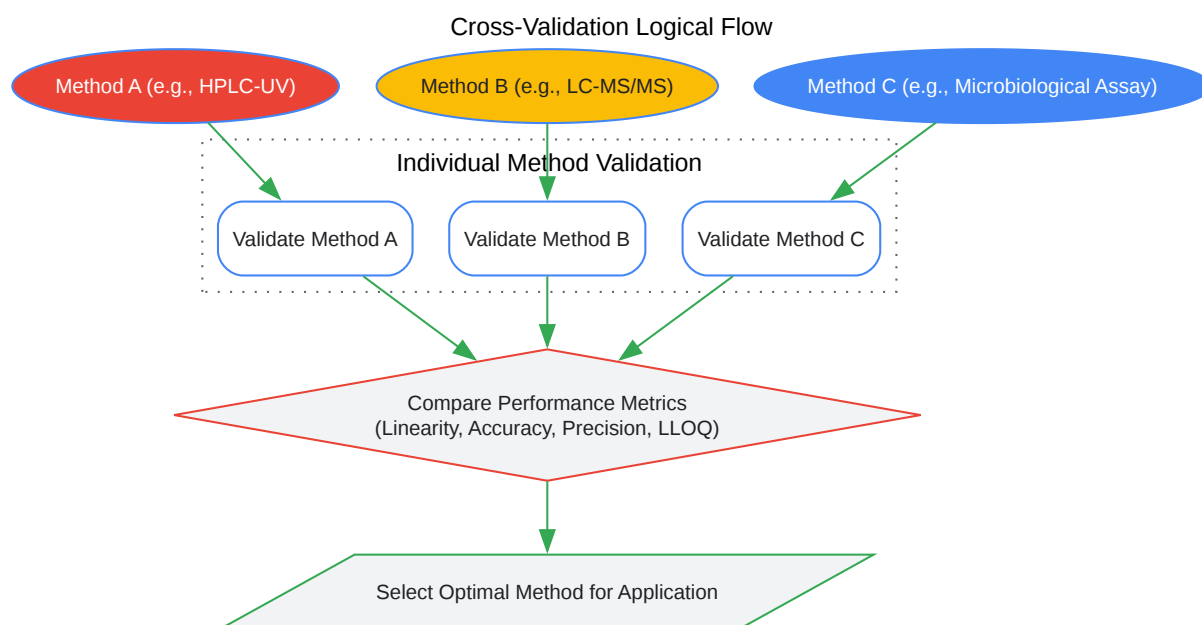 Cross-Validation Logical Flow
Method A (e.g., HPLC-UV)
Method B (e.g., LC-MS/MS)
Method C (e.g., Microbiological Assay)
Individual Method Validation
Validate Method A
Validate Method B
Validate Method C
Compare Performance Metrics
(Linearity, Accuracy, Precision, LLOQ)
Select Optimal Method for Application